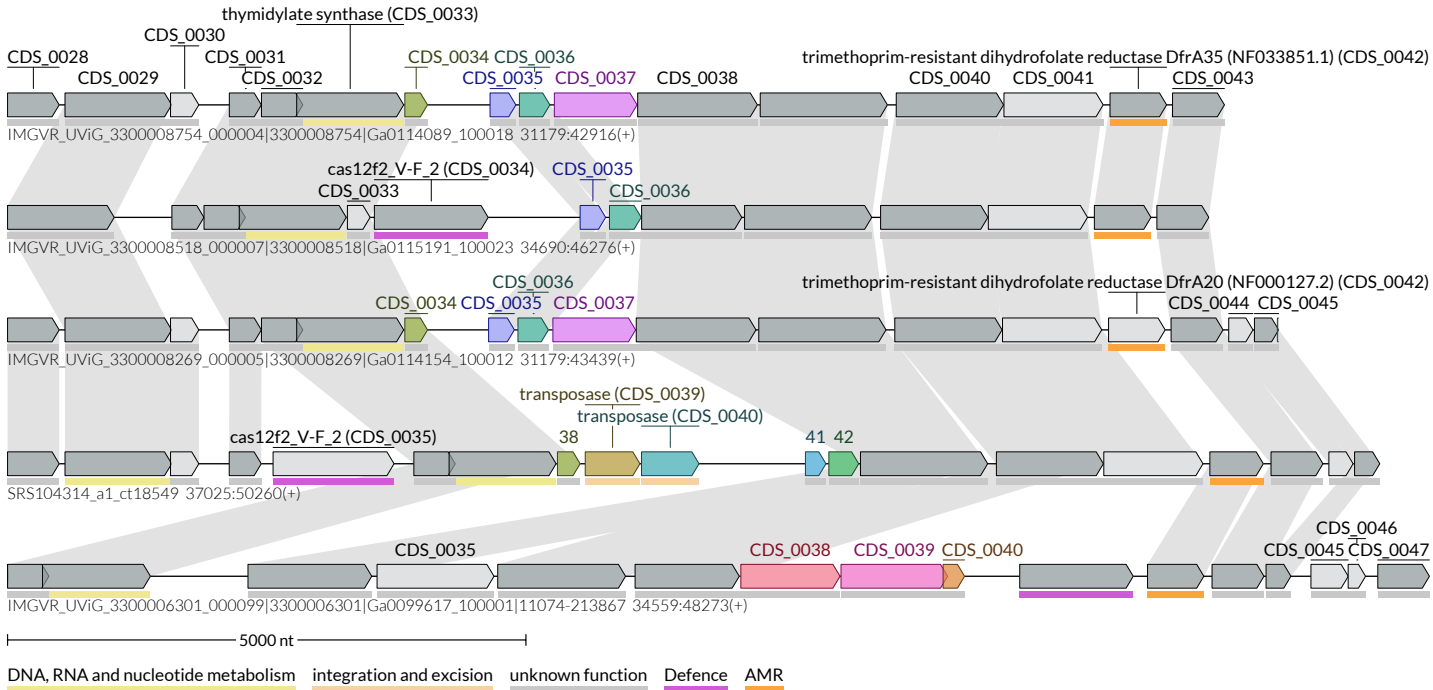 thymidylate synthase (CDS_0033)
CDS_0030
CDS_0028 CDS_0031 CDS_0034 CDS_0036 trimethoprim-resistant dihydrofolate reductase DfrA35 (NF033851.1) (CDS_0042)
CDS_0029 CDS_0032 CDS_0035 CDS_0037 CDS_0038 CDS_0040 CDS_0041 CDS_0043
IMGVR_UViG_3300008754_000004|3300008754|Ga0114089_100018 31179:42916(+)
cas12f2_V-F_2 (CDS_0034) CDS_0035
CDS_0033 CDS_0036
IMGVR_UViG_3300008518_000007|3300008518|Ga0115191_100023 34690:46276(+)
CDS_0036 trimethoprim-resistant dihydrofolate reductase DfrA20 (NF000127.2) (CDS_0042)
CDS_0034 CDS_0035 CDS_0037 CDS_0044 CDS_0045
IMGVR_UViG_3300008269_000005|3300008269|Ga0114154_100012 31179:43439(+)
transposase (CDS_0039)
transposase (CDS_0040)
cas12f2_V-F_2 (CDS_0035) 38 41 42
SRS104314_a1_ct18549 37025:50260(+)
CDS_0046
CDS_0035 CDS_0038 CDS_0039 CDS_0040 CDS_0045 CDS_0047
IMGVR_UViG_3300006301_000099|3300006301|Ga0099617_100001|11074-213867 34559:48273(+)
5000 nt
DNA, RNA and nucleotide metabolism integration and excision unknown function Defence AMR